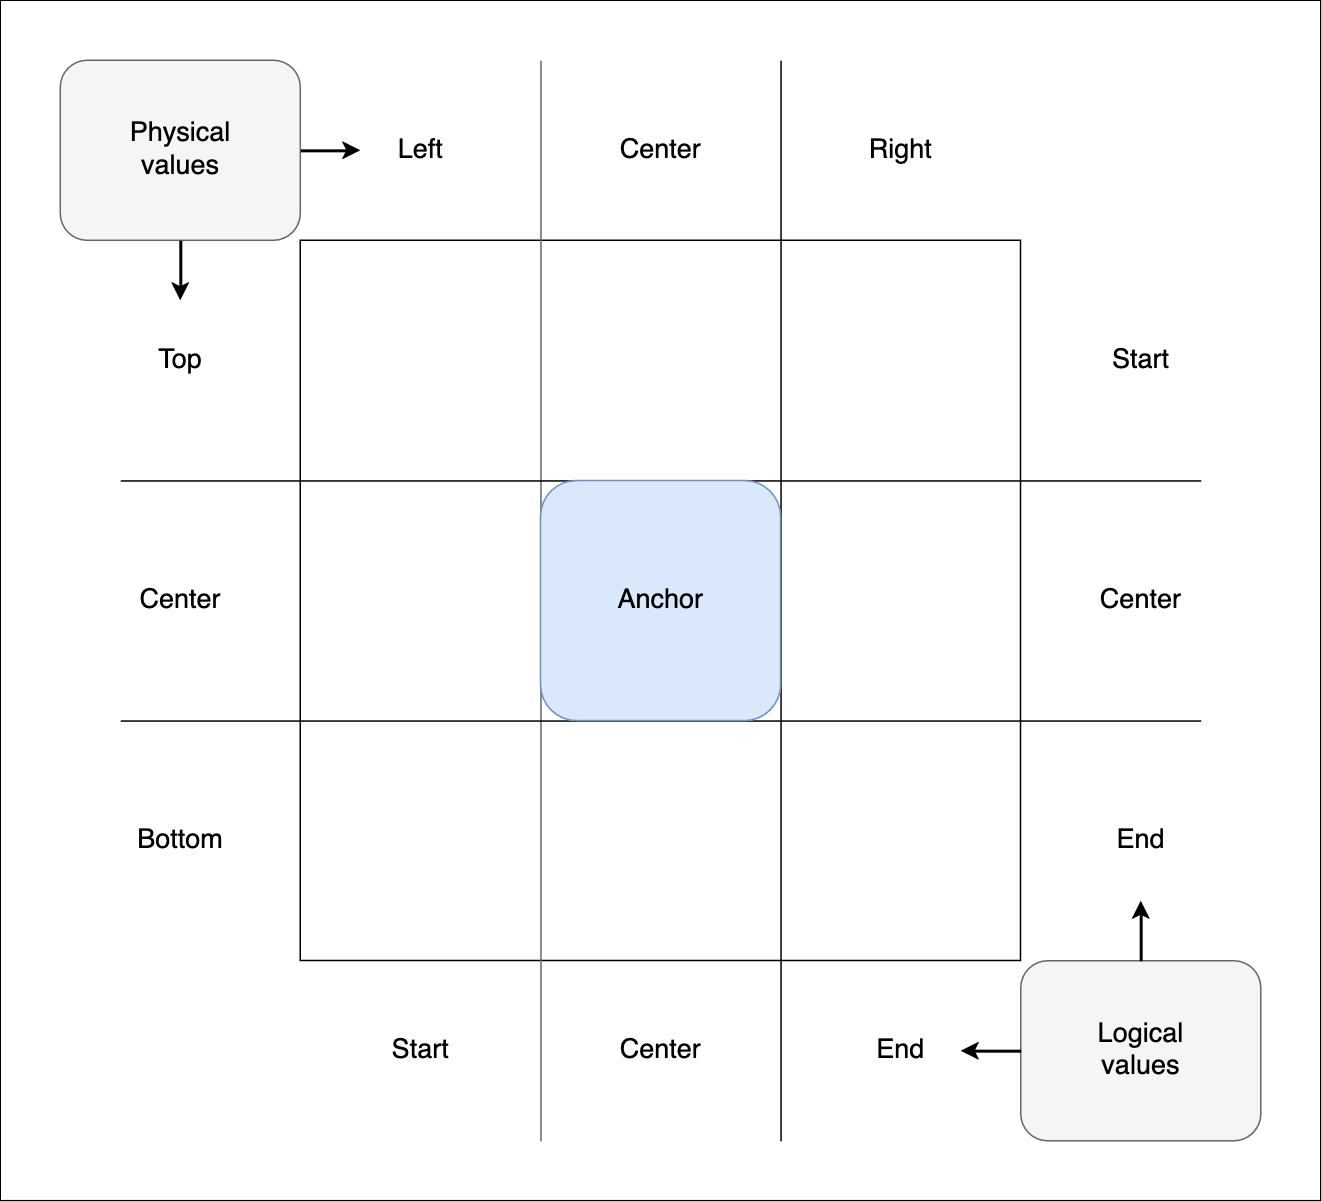 Physical
values
Left
Center
Right
Top
Start
Center
Anchor
Center
Bottom
End
Start
Center
End
Logical
values